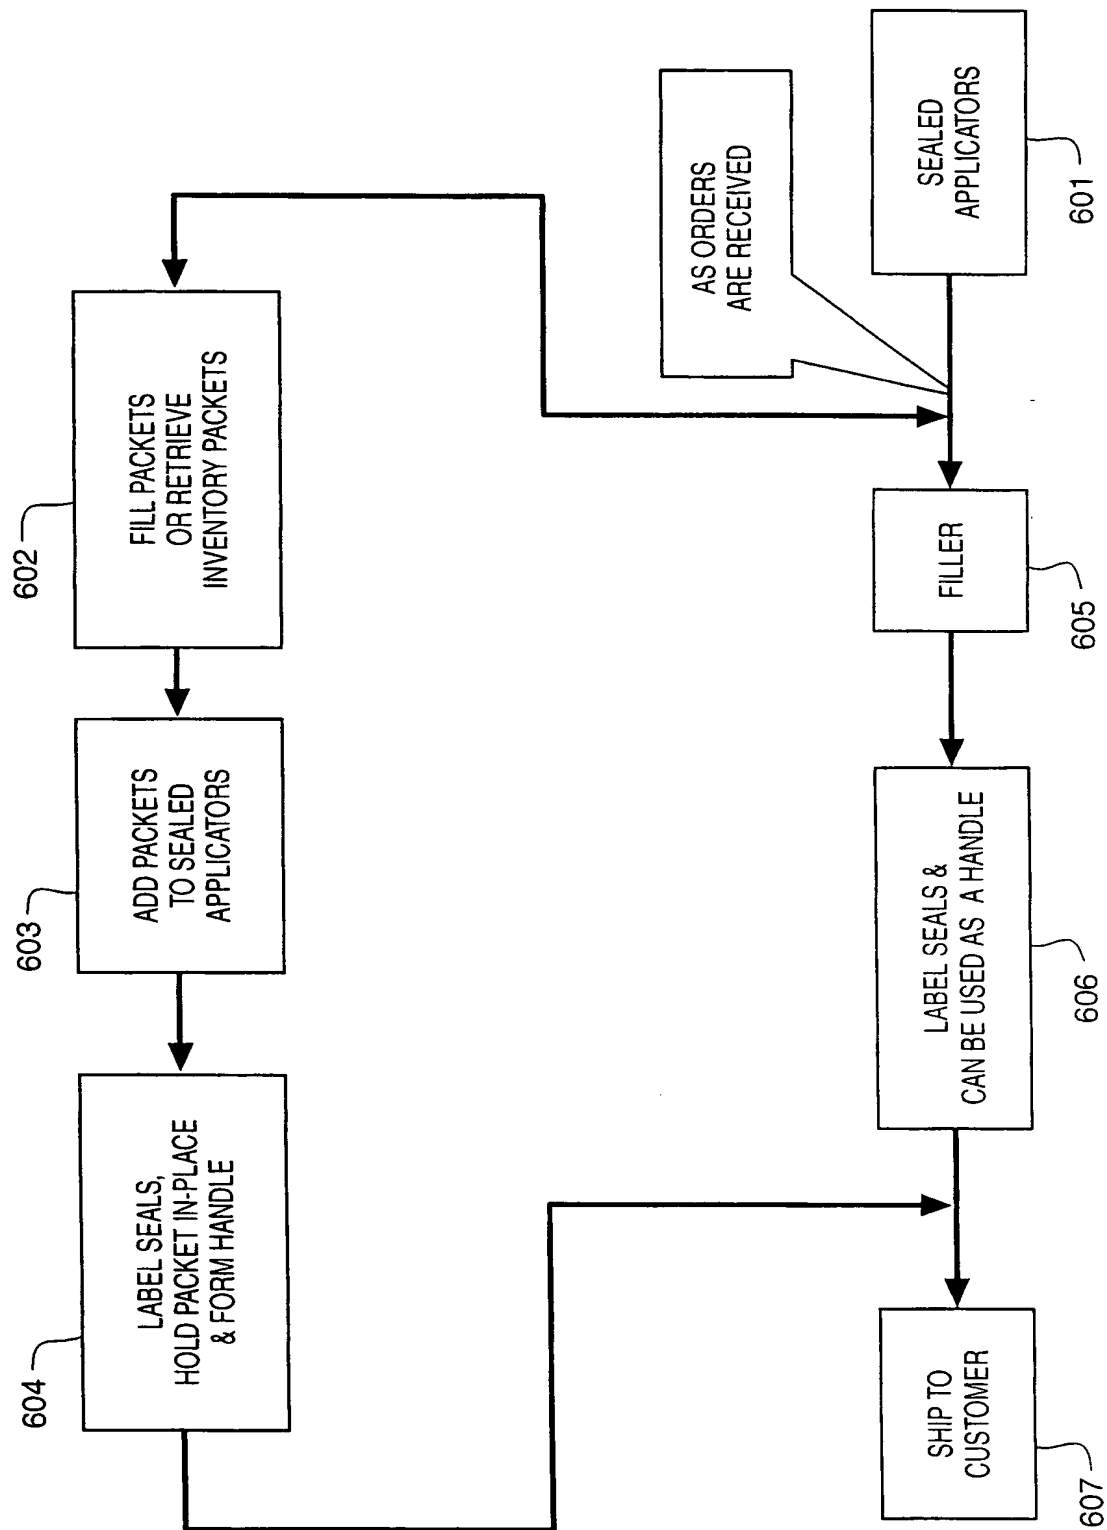 SEALED
APPLICATORS
601
AS ORDERS
ARE RECEIVED
FILL PACKETS
OR RETRIEVE
INVENTORY PACKETS
602
ADD PACKETS
TO SEALED
APPLICATORS
603
LABEL SEALS,
HOLD PACKET IN-PLACE
& FORM HANDLE
604
FILLER
605
LABEL SEALS &
CAN BE USED AS A HANDLE
606
SHIP TO
CUSTOMER
607